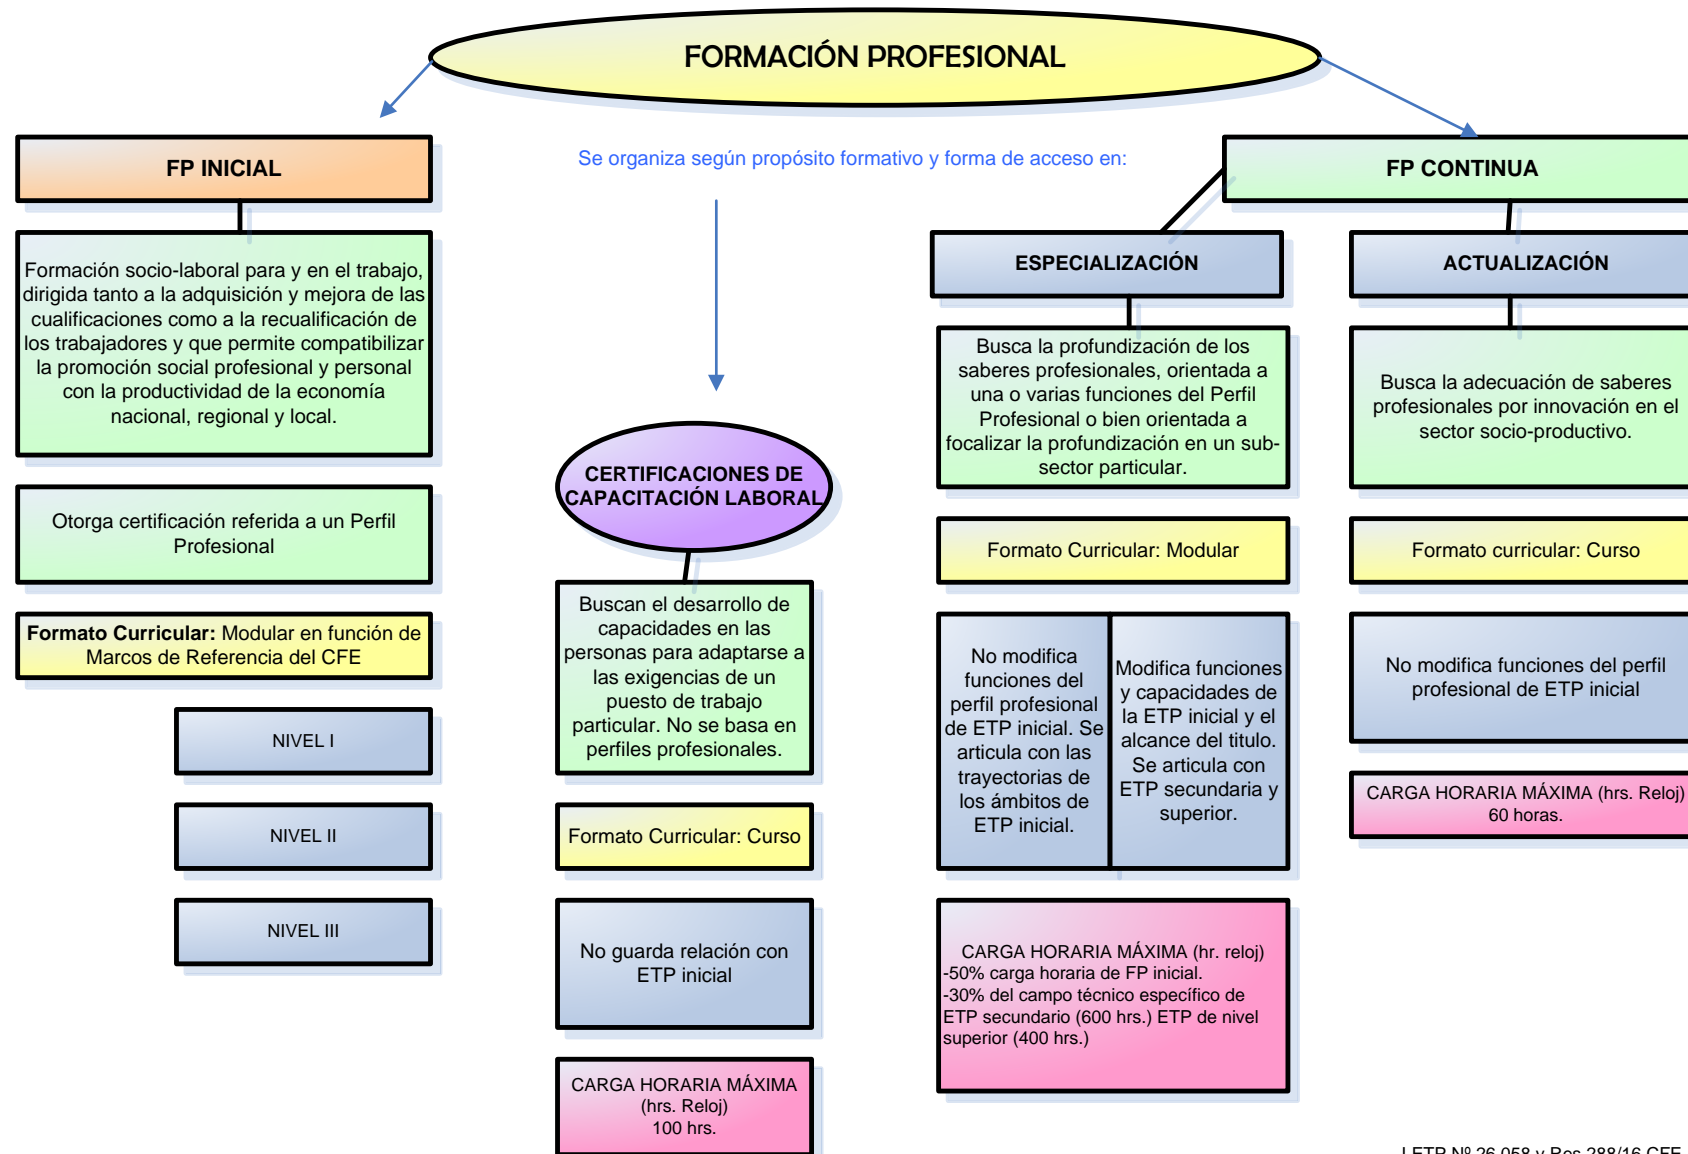 FORMACIÓN PROFESIONAL
Se organiza según propósito formativo y forma de acceso en:
FP INICIAL
Formación socio-laboral para y en el trabajo,
dirigida tanto a la adquisición y mejora de las
cualificaciones como a la recualificación de
los trabajadores y que permite compatibilizar
la promoción social profesional y personal
con la productividad de la economía
nacional, regional y local.
Otorga certificación referida a un Perfil
Profesional
Formato Curricular: Modular en función de
Marcos de Referencia del CFE
NIVEL I
NIVEL II
NIVEL III
CERTIFICACIONES DE
CAPACITACIÓN LABORAL
Buscan el desarrollo de
capacidades en las
personas para adaptarse a
las exigencias de un
puesto de trabajo
particular. No se basa en
perfiles profesionales.
Formato Curricular: Curso
No guarda relación con
ETP inicial
CARGA HORARIA MÁXIMA
(hrs. Reloj)
100 hrs.
FP CONTINUA
ESPECIALIZACIÓN
Busca la profundización de los
saberes profesionales, orientada a
una o varias funciones del Perfil
Profesional o bien orientada a
focalizar la profundización en un sub-
sector particular.
Formato Curricular: Modular
No modifica
funciones del
perfil profesional
de ETP inicial. Se
articula con las
trayectorias de
los ámbitos de
ETP inicial.
Modifica funciones
y capacidades de
la ETP inicial y el
alcance del titulo.
Se articula con
ETP secundaria y
superior.
CARGA HORARIA MÁXIMA (hr. reloj)
-50% carga horaria de FP inicial.
-30% del campo técnico específico de
ETP secundario (600 hrs.) ETP de nivel
superior (400 hrs.)
ACTUALIZACIÓN
Busca la adecuación de saberes
profesionales por innovación en el
sector socio-productivo.
Formato curricular: Curso
No modifica funciones del perfil
profesional de ETP inicial
CARGA HORARIA MÁXIMA (hrs. Reloj)
60 horas.
LETP Nº 26.058 y Res 288/16 CFE